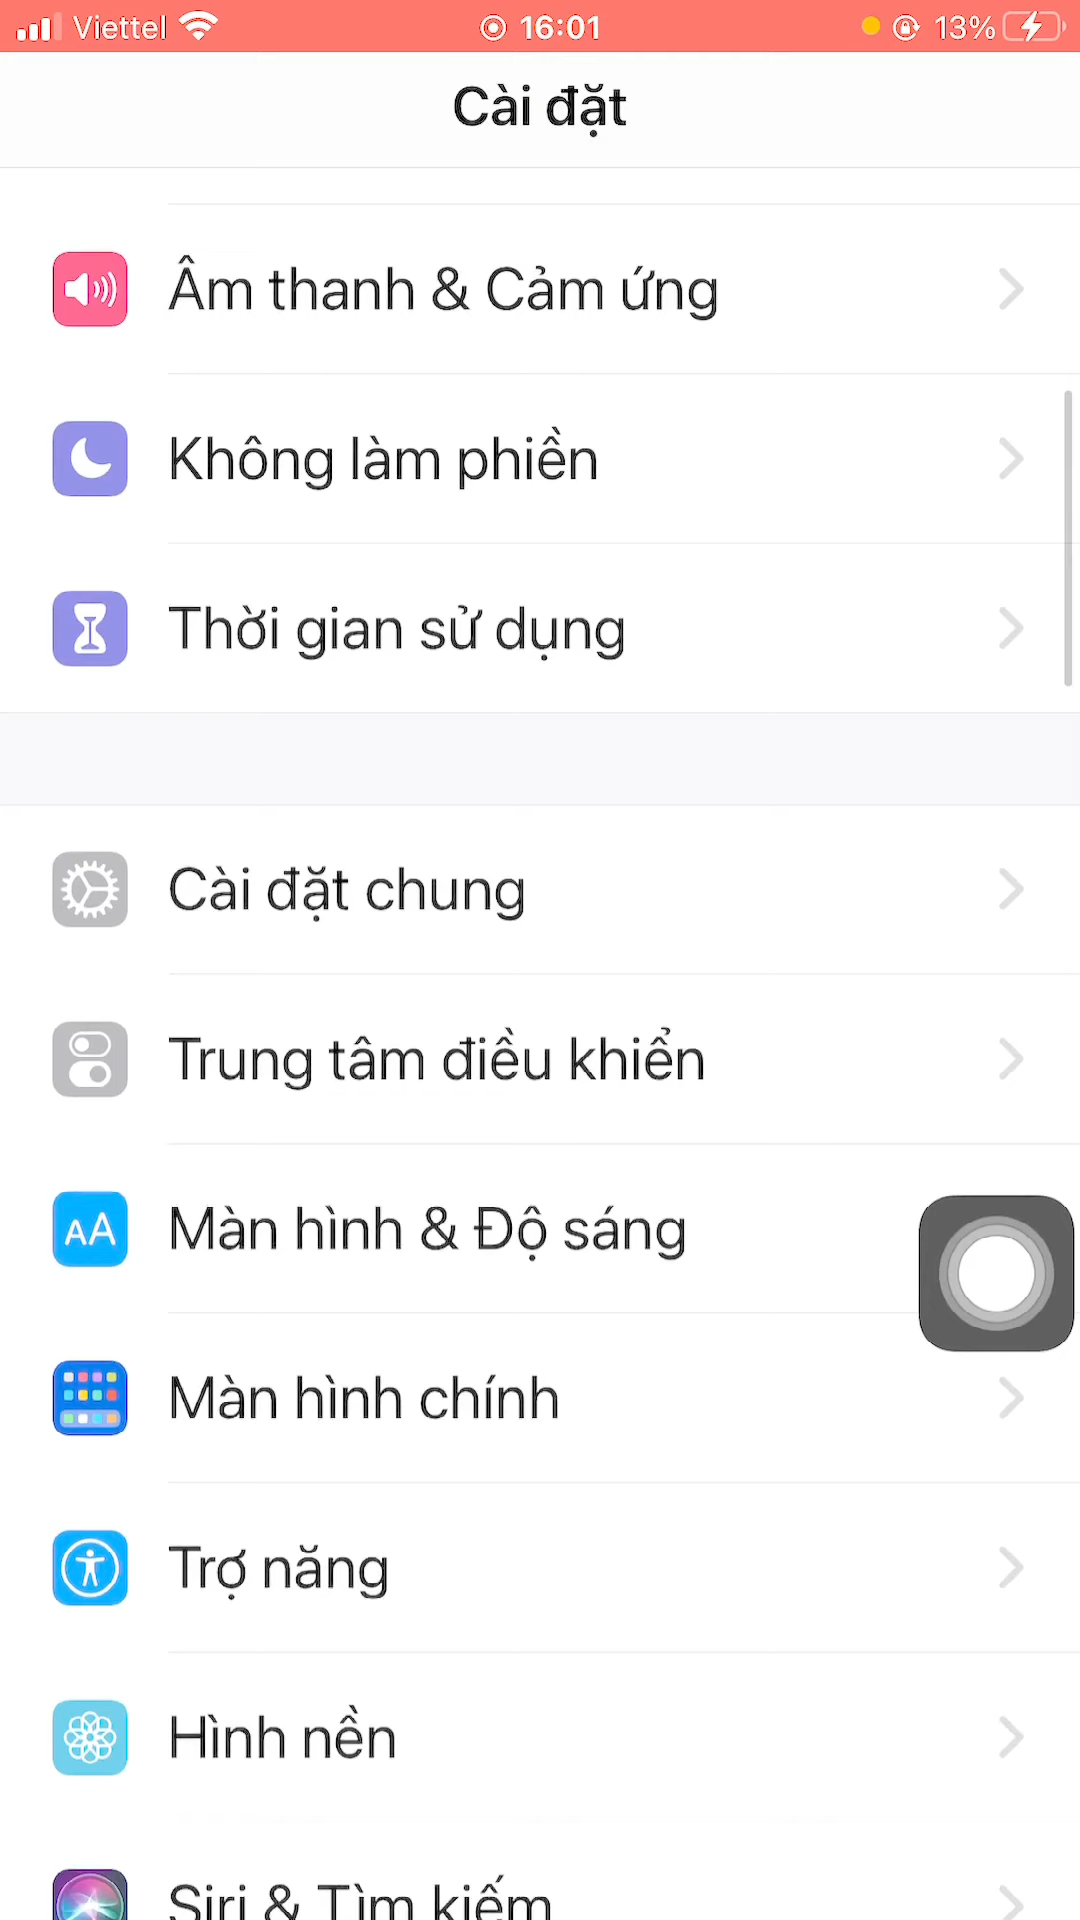 Viettel 16:01 13%
Cài đặt
Âm thanh & Cảm ứng
Không làm phiền
Thời gian sử dụng
Cài đặt chung
Trung tâm điều khiển
AA Màn hình & Độ sáng
Màn hình chính
Trợ năng
Hình nền
Siri & Tìm kiếm